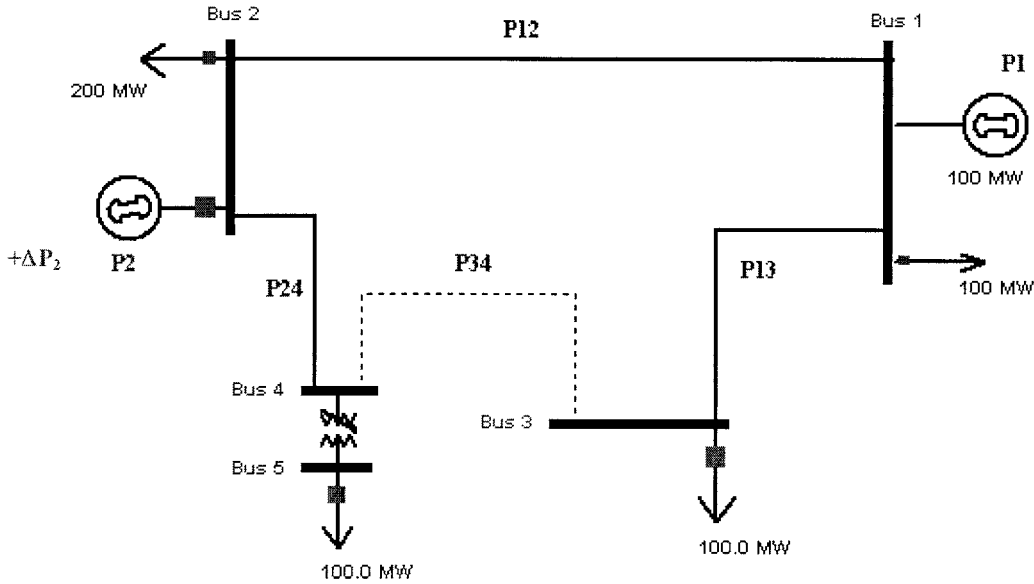 Bus 2
P12
Bus 1
P1
200 MW
100 MW
+ΔP₂
P2
P34
P13
P24
100 MW
Bus 4
Bus 3
Bus 5
100.0 MW
100.0 MW